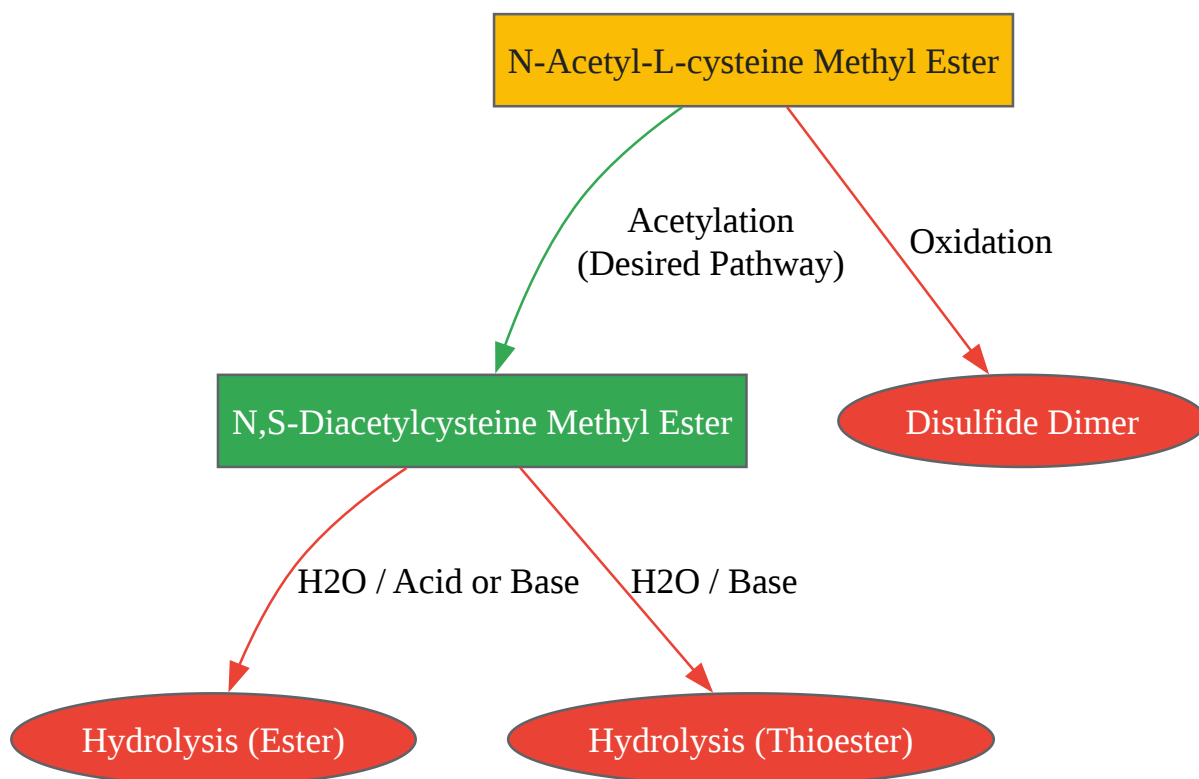 N-Acetyl-L-cysteine Methyl Ester
Acetylation
(Desired Pathway)
Oxidation
N,S-Diacetylcysteine Methyl Ester
Disulfide Dimer
H2O / Acid or Base
H2O / Base
Hydrolysis (Ester)
Hydrolysis (Thioester)